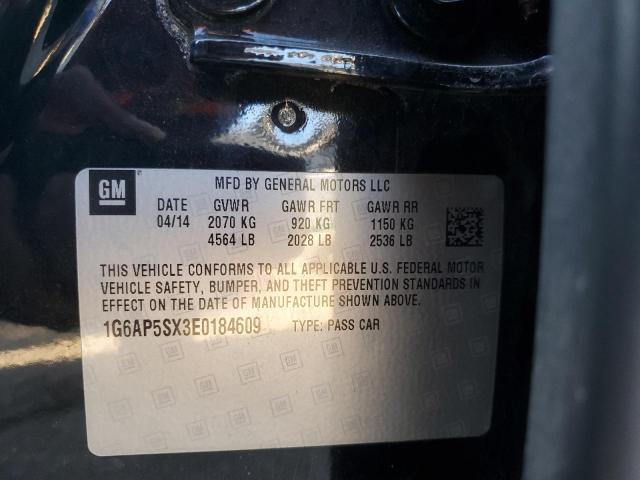 GM
MFD BY GENERAL MOTORS LLC
DATE GVWR GAWR FRT GAWR RR
04/14 2070 KG 920 KG 1150 KG
4564 LB 2028 LB 2536 LB
THIS VEHICLE CONFORMS TO ALL APPLICABLE U.S. FEDERAL MOTOR
VEHICLE SAFETY, BUMPER, AND THEFT PREVENTION STANDARDS IN
EFFECT ON THE DATE OF MANUFACTURE SHOWN ABOVE.
1G6AP5SX3E0184609 TYPE: PASS CAR